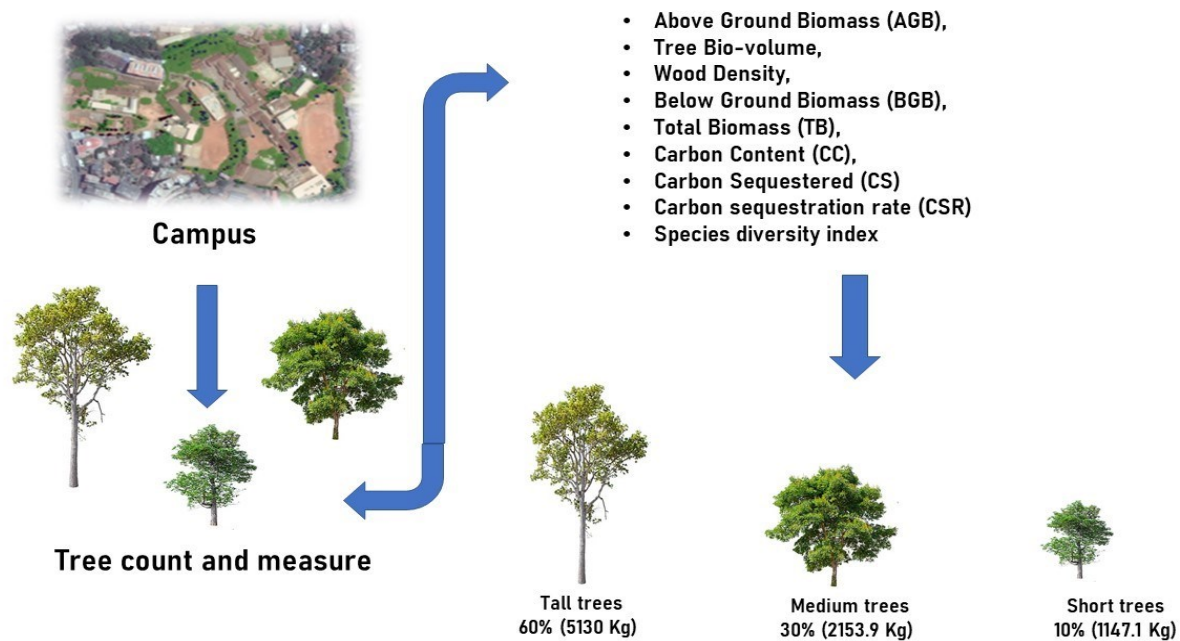 Campus
Tree count and measure
• Above Ground Biomass (AGB),
• Tree Bio-volume,
• Wood Density,
• Below Ground Biomass (BGB),
• Total Biomass (TB),
• Carbon Content (CC),
• Carbon Sequestered (CS)
• Carbon sequestration rate (CSR)
• Species diversity index
Tall trees
60% (5130 Kg)
Medium trees
30% (2153.9 Kg)
Short trees
10% (1147.1 Kg)